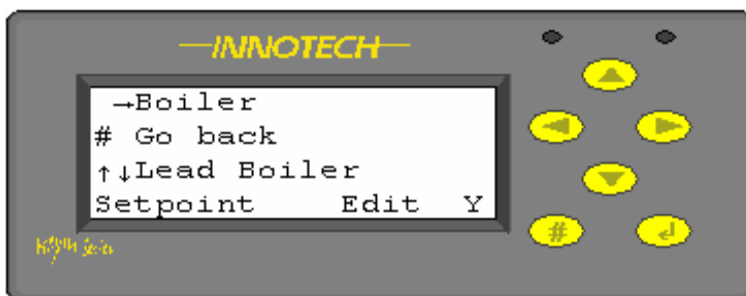 INNOTECH
→Boiler
# Go back
↑↓Lead Boiler
Setpoint Edit Y
#